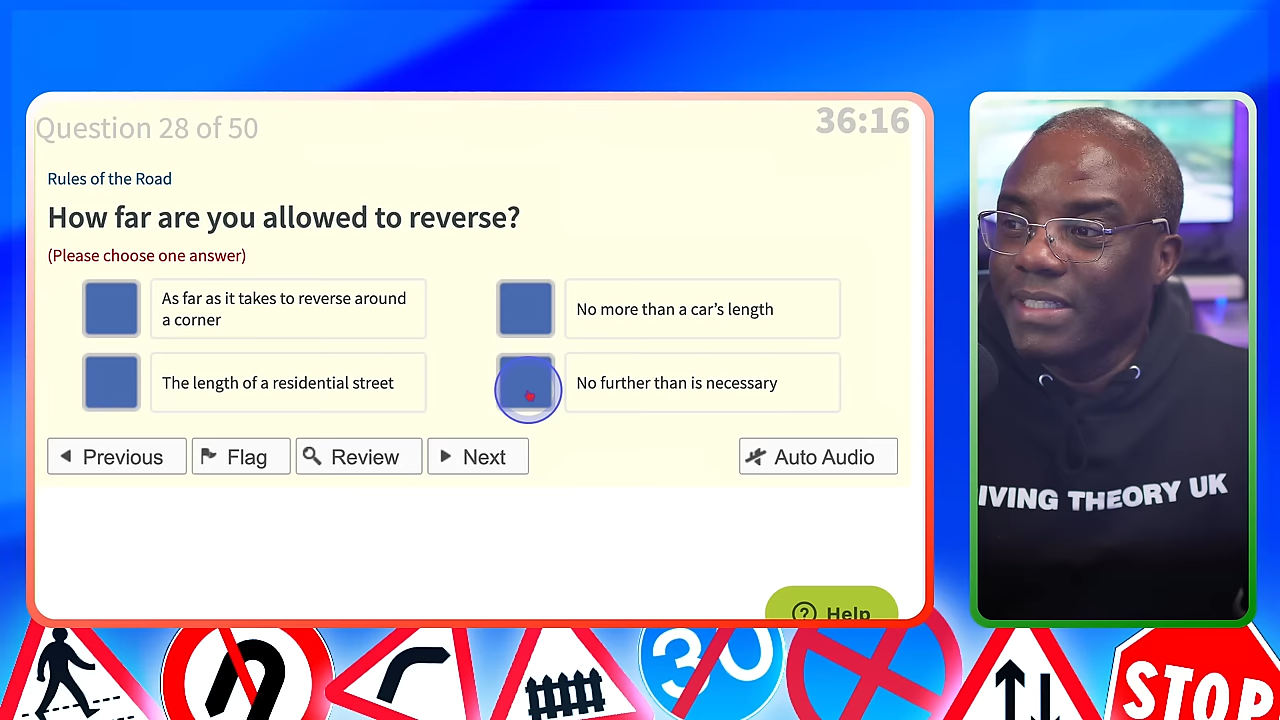 Question 28 of 50
36:16
Rules of the Road
How far are you allowed to reverse?
(Please choose one answer)
As far as it takes to reverse around
a corner
No more than a car's length
The length of a residential street
No further than is necessary
Previous
Flag
Review
Next
Auto Audio
? Help
IVING THEORY UK
30
STOP